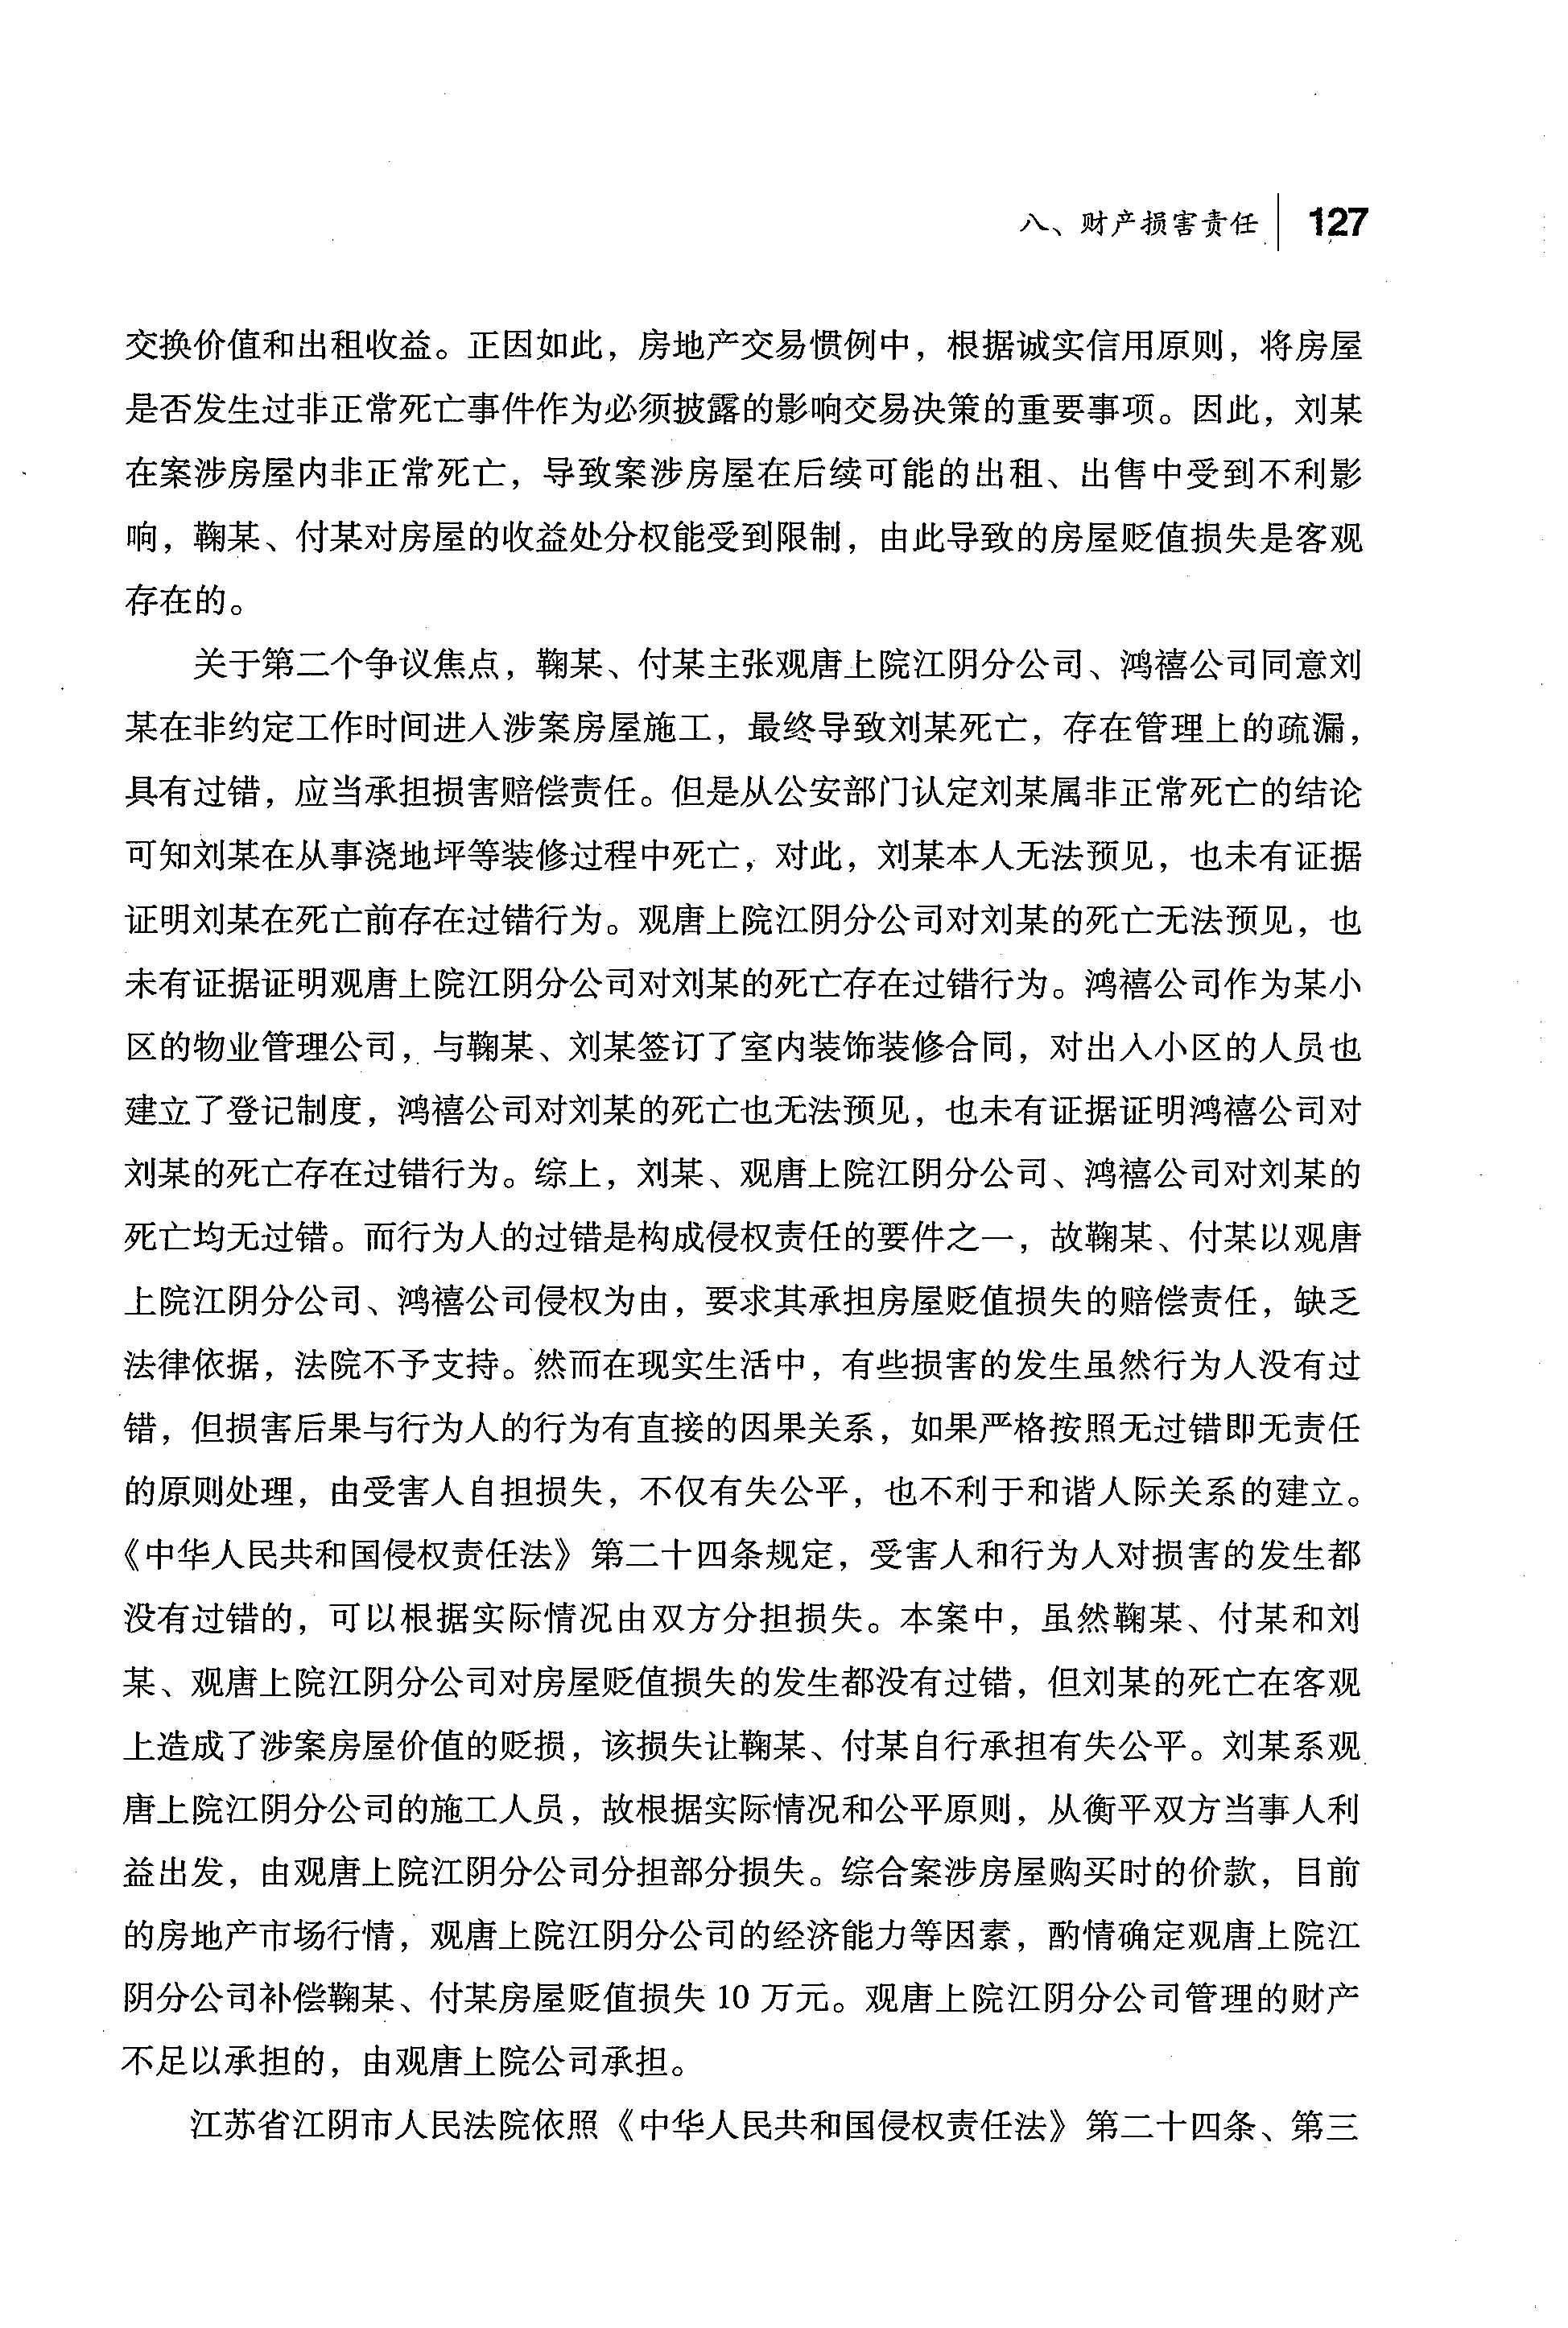 八、财产损害责任 127
交换价值和出租收益。正因如此，房地产交易惯例中，根据诚实信用原则，将房屋
是否发生过非正常死亡事件作为必须披露的影响交易决策的重要事项。因此，刘某
在案涉房屋内非正常死亡，导致案涉房屋在后续可能的出租、出售中受到不利影
响，鞠某、付某对房屋的收益处分权能受到限制，由此导致的房屋贬值损失是客观
存在的。
关于第二个争议焦点，鞠某、付某主张观唐上院江阴分公司、鸿禧公司同意刘
某在非约定工作时间进入涉案房屋施工，最终导致刘某死亡，存在管理上的疏漏，
具有过错，应当承担损害赔偿责任。但是从公安部门认定刘某属非正常死亡的结论
可知刘某在从事浇地坪等装修过程中死亡，对此，刘某本人无法预见，也未有证据
证明刘某在死亡前存在过错行为。观唐上院江阴分公司对刘某的死亡无法预见，也
未有证据证明观唐上院江阴分公司对刘某的死亡存在过错行为。鸿禧公司作为某小
区的物业管理公司，与鞠某、刘某签订了室内装饰装修合同，对出入小区的人员也
建立了登记制度，鸿禧公司对刘某的死亡也无法预见，也未有证据证明鸿禧公司对
刘某的死亡存在过错行为。综上，刘某、观唐上院江阴分公司、鸿禧公司对刘某的
死亡均无过错。而行为人的过错是构成侵权责任的要件之一，故鞠某、付某以观唐
上院江阴分公司、鸿禧公司侵权为由，要求其承担房屋贬值损失的赔偿责任，缺乏
法律依据，法院不予支持。然而在现实生活中，有些损害的发生虽然行为人没有过
错，但损害后果与行为人的行为有直接的因果关系，如果严格按照无过错即无责任
的原则处理，由受害人自担损失，不仅有失公平，也不利于和谐人际关系的建立。
《中华人民共和国侵权责任法》第二十四条规定，受害人和行为人对损害的发生都
没有过错的，可以根据实际情况由双方分担损失。本案中，虽然鞠某、付某和刘
某、观唐上院江阴分公司对房屋贬值损失的发生都没有过错，但刘某的死亡在客观
上造成了涉案房屋价值的贬损，该损失让鞠某、付某自行承担有失公平。刘某系观
唐上院江阴分公司的施工人员，故根据实际情况和公平原则，从衡平双方当事人利
益出发，由观唐上院江阴分公司分担部分损失。综合案涉房屋购买时的价款，目前
的房地产市场行情，观唐上院江阴分公司的经济能力等因素，酌情确定观唐上院江
阴分公司补偿鞠某、付某房屋贬值损失 10 万元。观唐上院江阴分公司管理的财产
不足以承担的，由观唐上院公司承担。
江苏省江阴市人民法院依照《中华人民共和国侵权责任法》第二十四条、第三